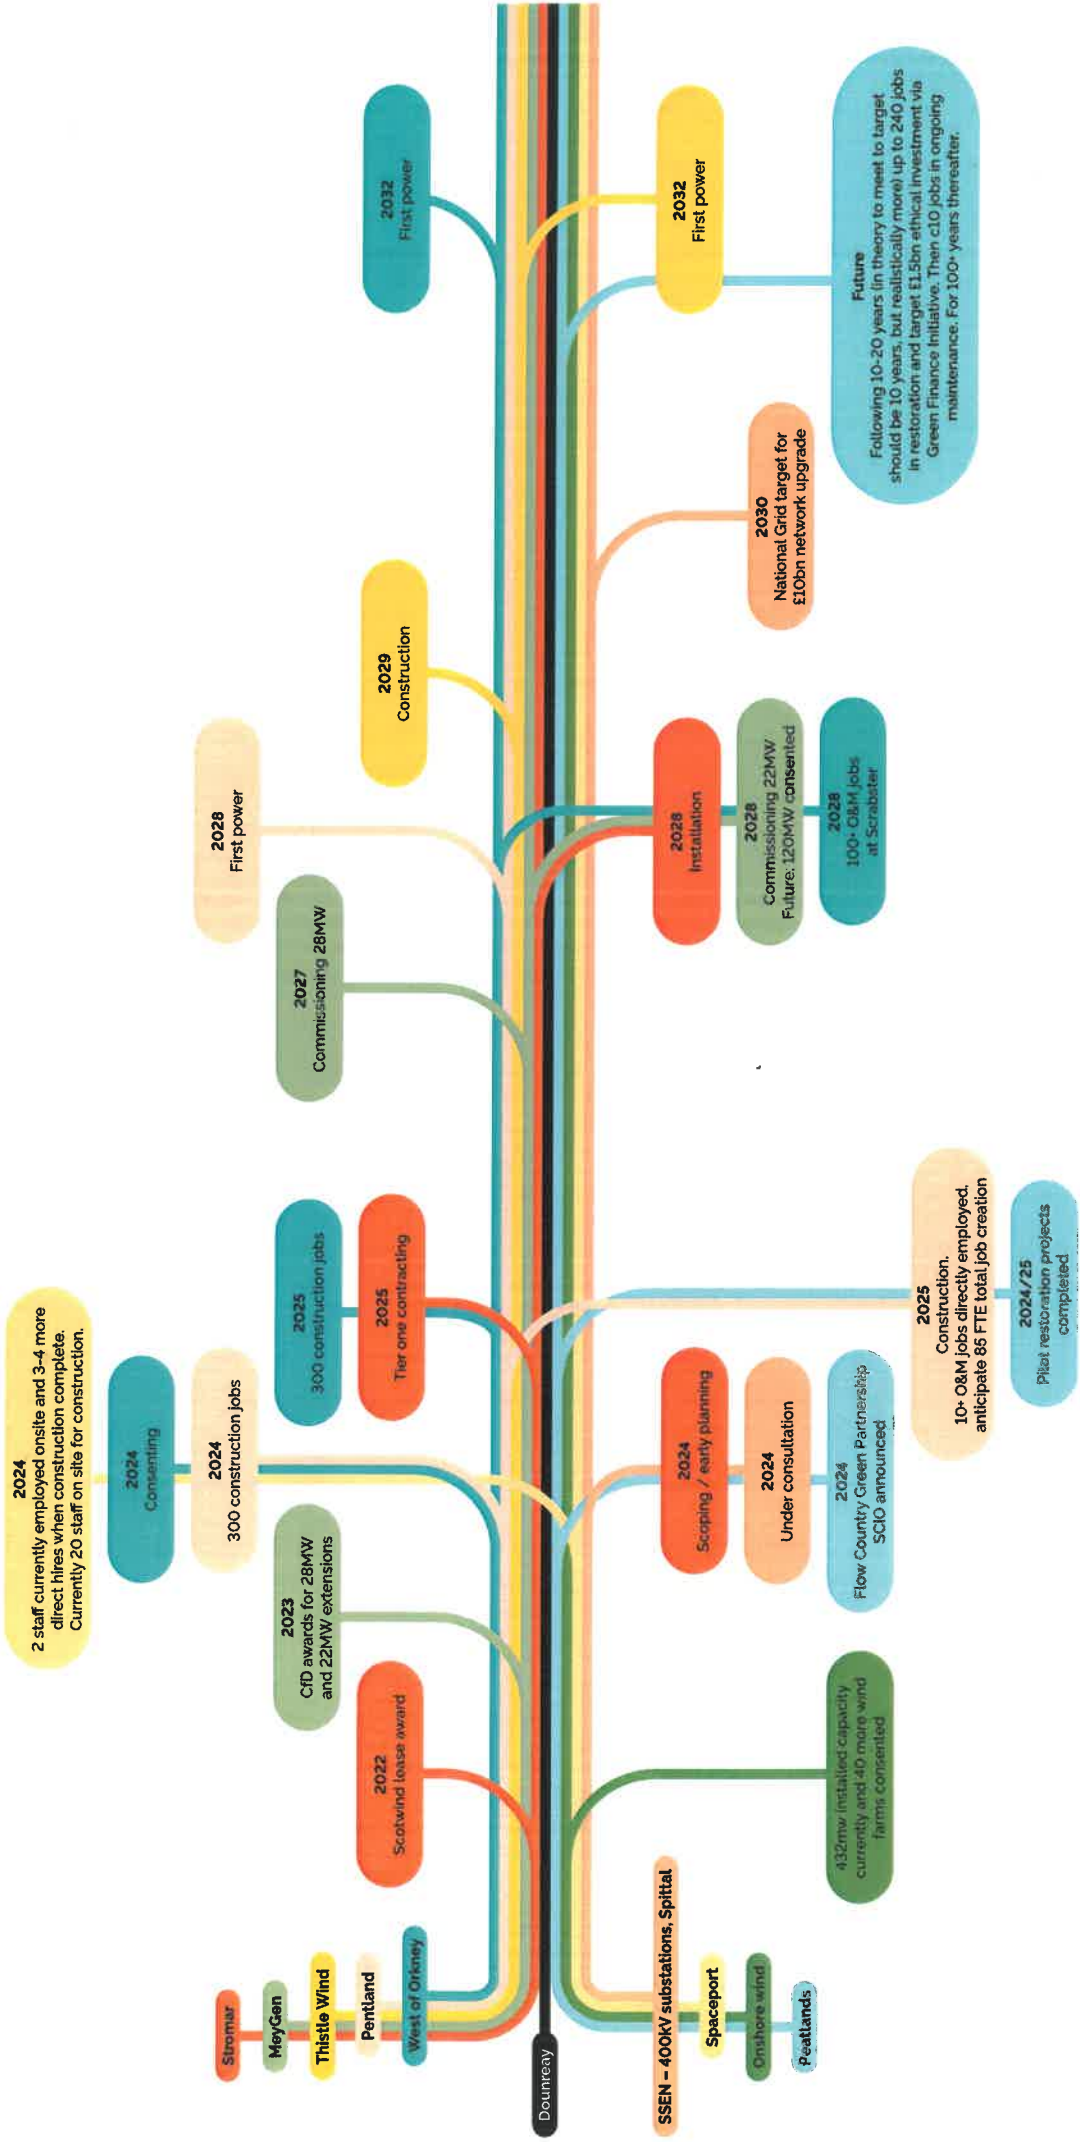 Stromar
MeyGen
Thistle Wind
Pentland
West of Orkney
Dounreay
SSEN – 400kV substations, Spittal
Spaceport
Onshore wind
Peatlands
2022
Scotwind lease award
2023
CfD awards for 28MW
and 22MW extensions
2024
2 staff currently employed onsite and 3-4 more
direct hires when construction complete.
Currently 20 staff on site for construction.
2024
Consenting
2024
300 construction jobs
2025
300 construction jobs
2025
Tier one contracting
2027
Commissioning 28MW
2028
First power
2029
Construction
2032
First power
432mw installed capacity
currently and 40 more wind
farms consented
2024
Scoping / early planning
2024
Under consultation
2024
Flow Country Green Partnership
SCIO announced
2025
Construction.
10+ O&M jobs directly employed,
anticipate 85 FTE total job creation
2024/25
Pilot restoration projects
completed
2028
Installation
2028
Commissioning 22MW
Future: 120MW consented
2028
100+ O&M jobs
at Scrabster
2030
National Grid target for
£10bn network upgrade
2032
First power
Future
Following 10-20 years (in theory to meet to target
should be 10 years, but realistically more) up to 240 jobs
in restoration and target £1.5bn ethical investment via
Green Finance Initiative. Then c10 jobs in ongoing
maintenance. For 100+ years thereafter.